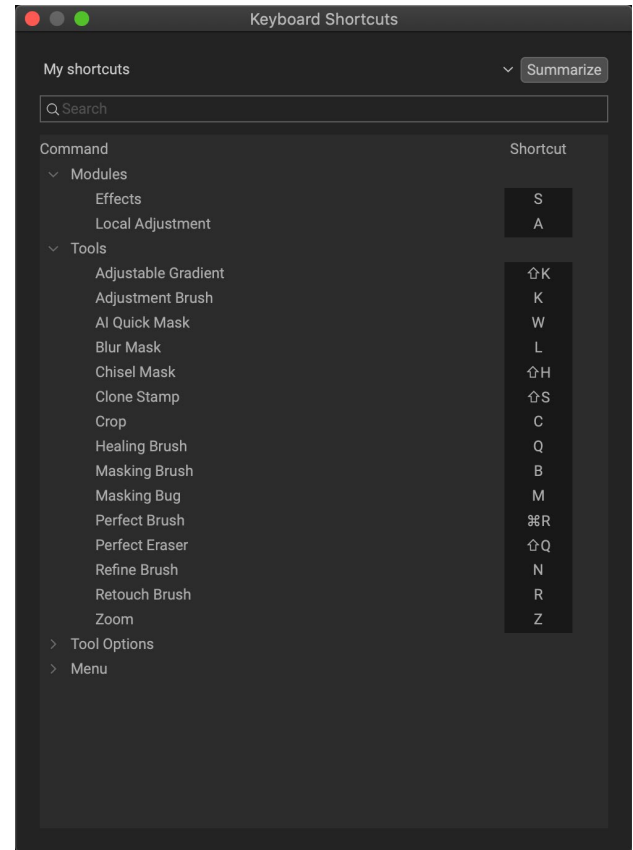 Keyboard Shortcuts
My shortcuts Summarize
Search
Command Shortcut
Modules
Effects S
Local Adjustment A
Tools
Adjustable Gradient ⇧K
Adjustment Brush K
AI Quick Mask W
Blur Mask L
Chisel Mask ⇧H
Clone Stamp ⇧S
Crop C
Healing Brush Q
Masking Brush B
Masking Bug M
Perfect Brush ⌘R
Perfect Eraser ⇧Q
Refine Brush N
Retouch Brush R
Zoom Z
Tool Options
Menu